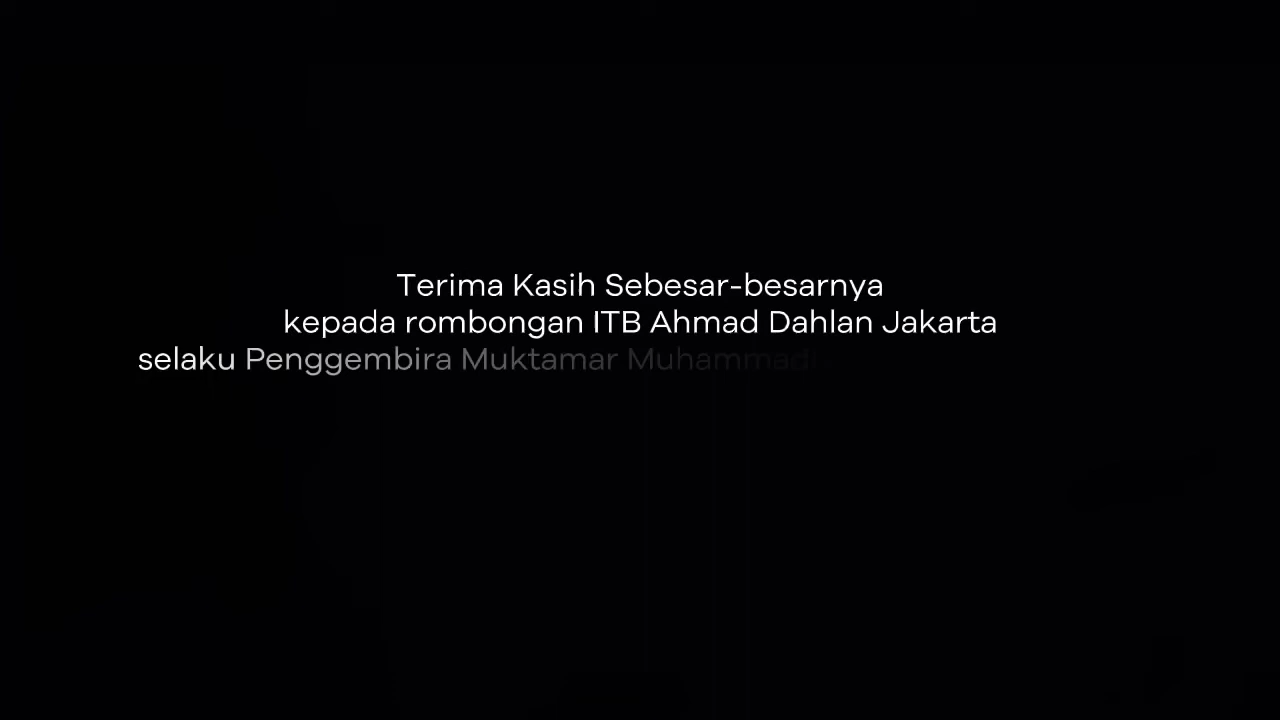 Terima Kasih Sebesar-besarnya
kepada rombongan ITB Ahmad Dahlan Jakarta
selaku Penggembira Muktamar